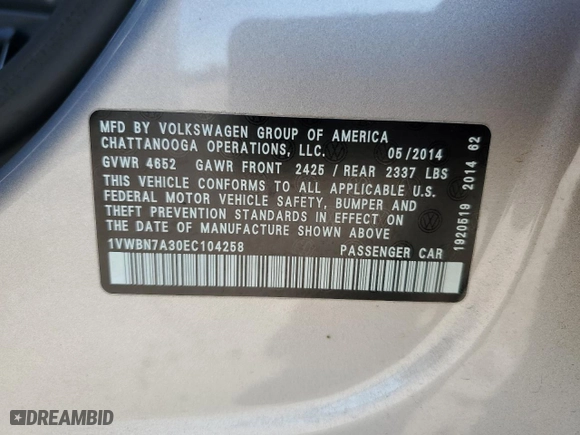 MFD BY VOLKSWAGEN GROUP OF AMERICA
CHATTANOOGA OPERATIONS, LLC. 05/2014
GVWR 4652 GAWR FRONT 2425 / REAR 2337 LBS
THIS VEHICLE CONFORMS TO ALL APPLICABLE U.S.
FEDERAL MOTOR VEHICLE SAFETY, BUMPER AND
THEFT PREVENTION STANDARDS IN EFFECT ON
THE DATE OF MANUFACTURE SHOWN ABOVE
1VWBN7A30EC104258 PASSENGER CAR
1920519 2014 62
DREAMBID